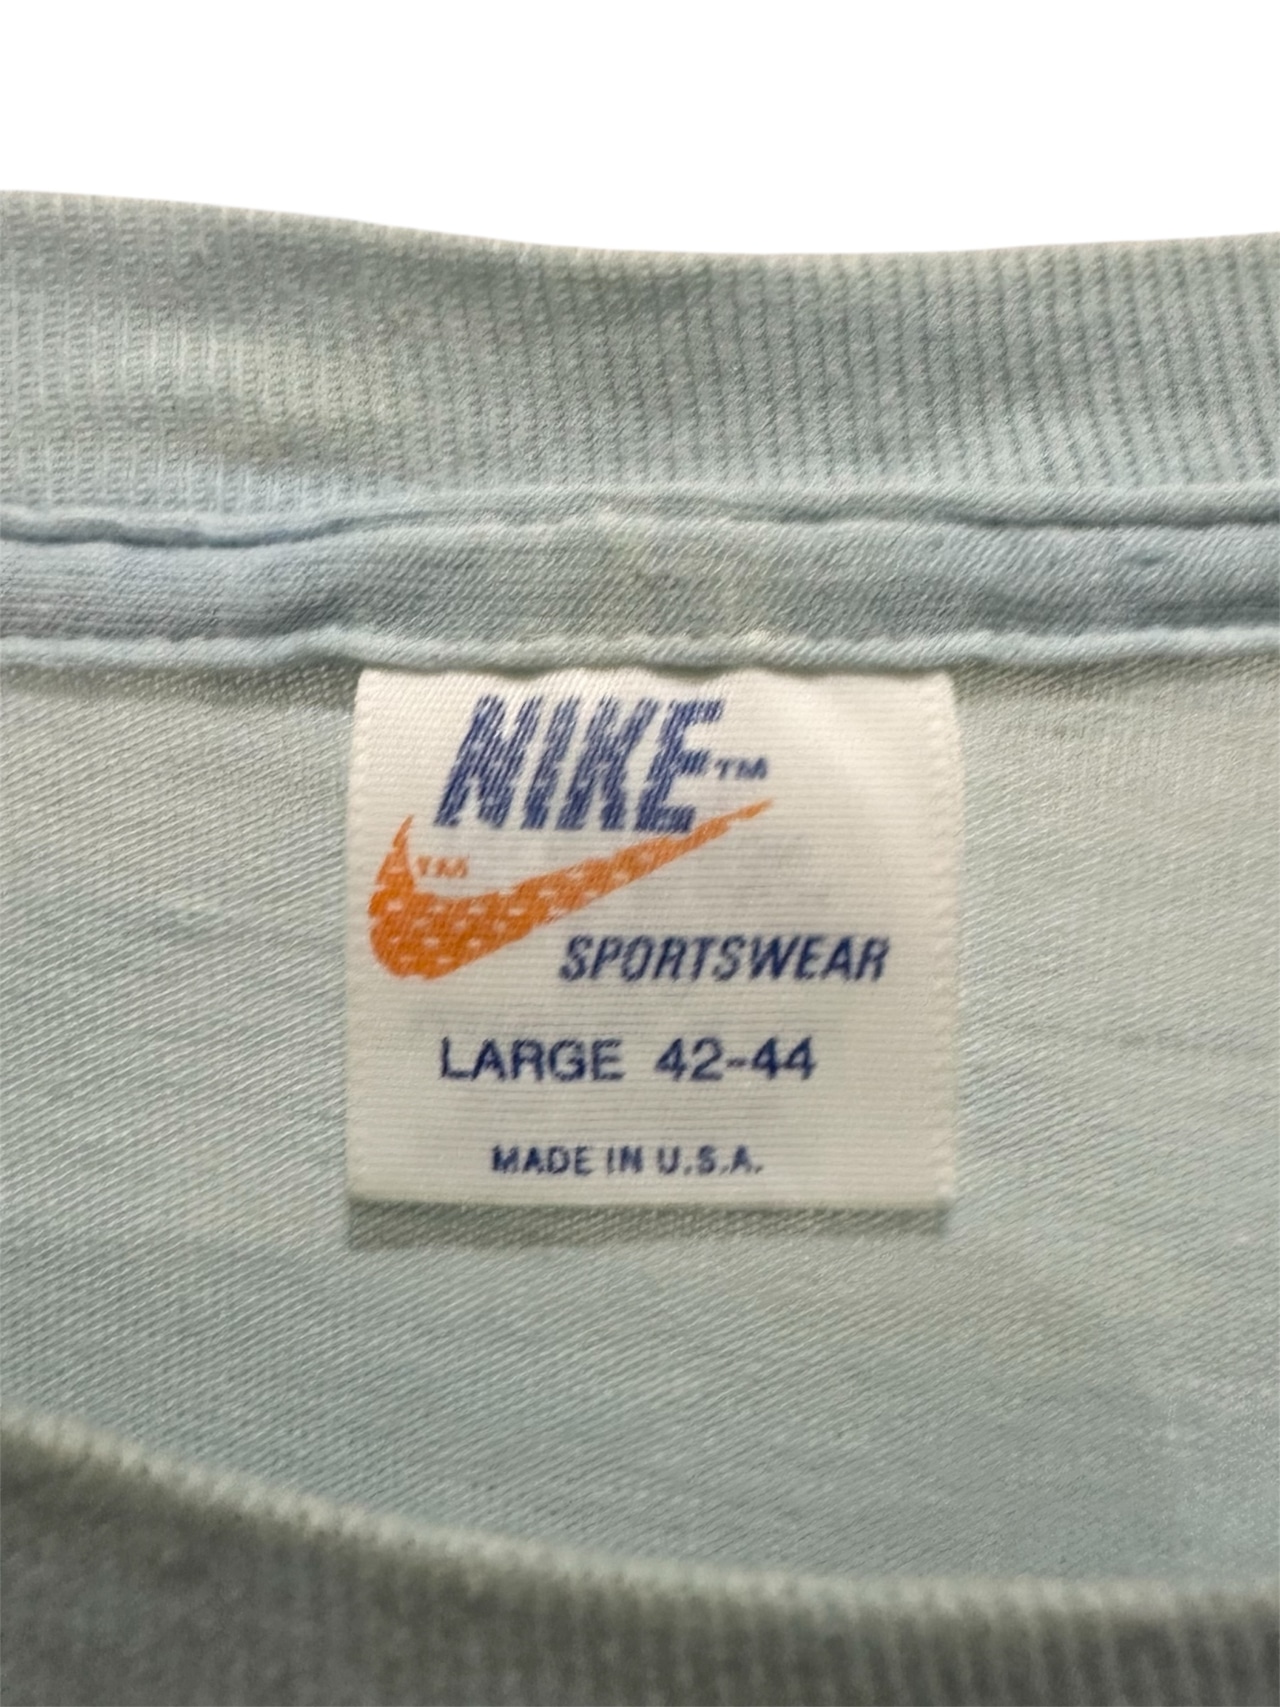 NIKE™
™
SPORTSWEAR
LARGE 42-44
MADE IN U.S.A.